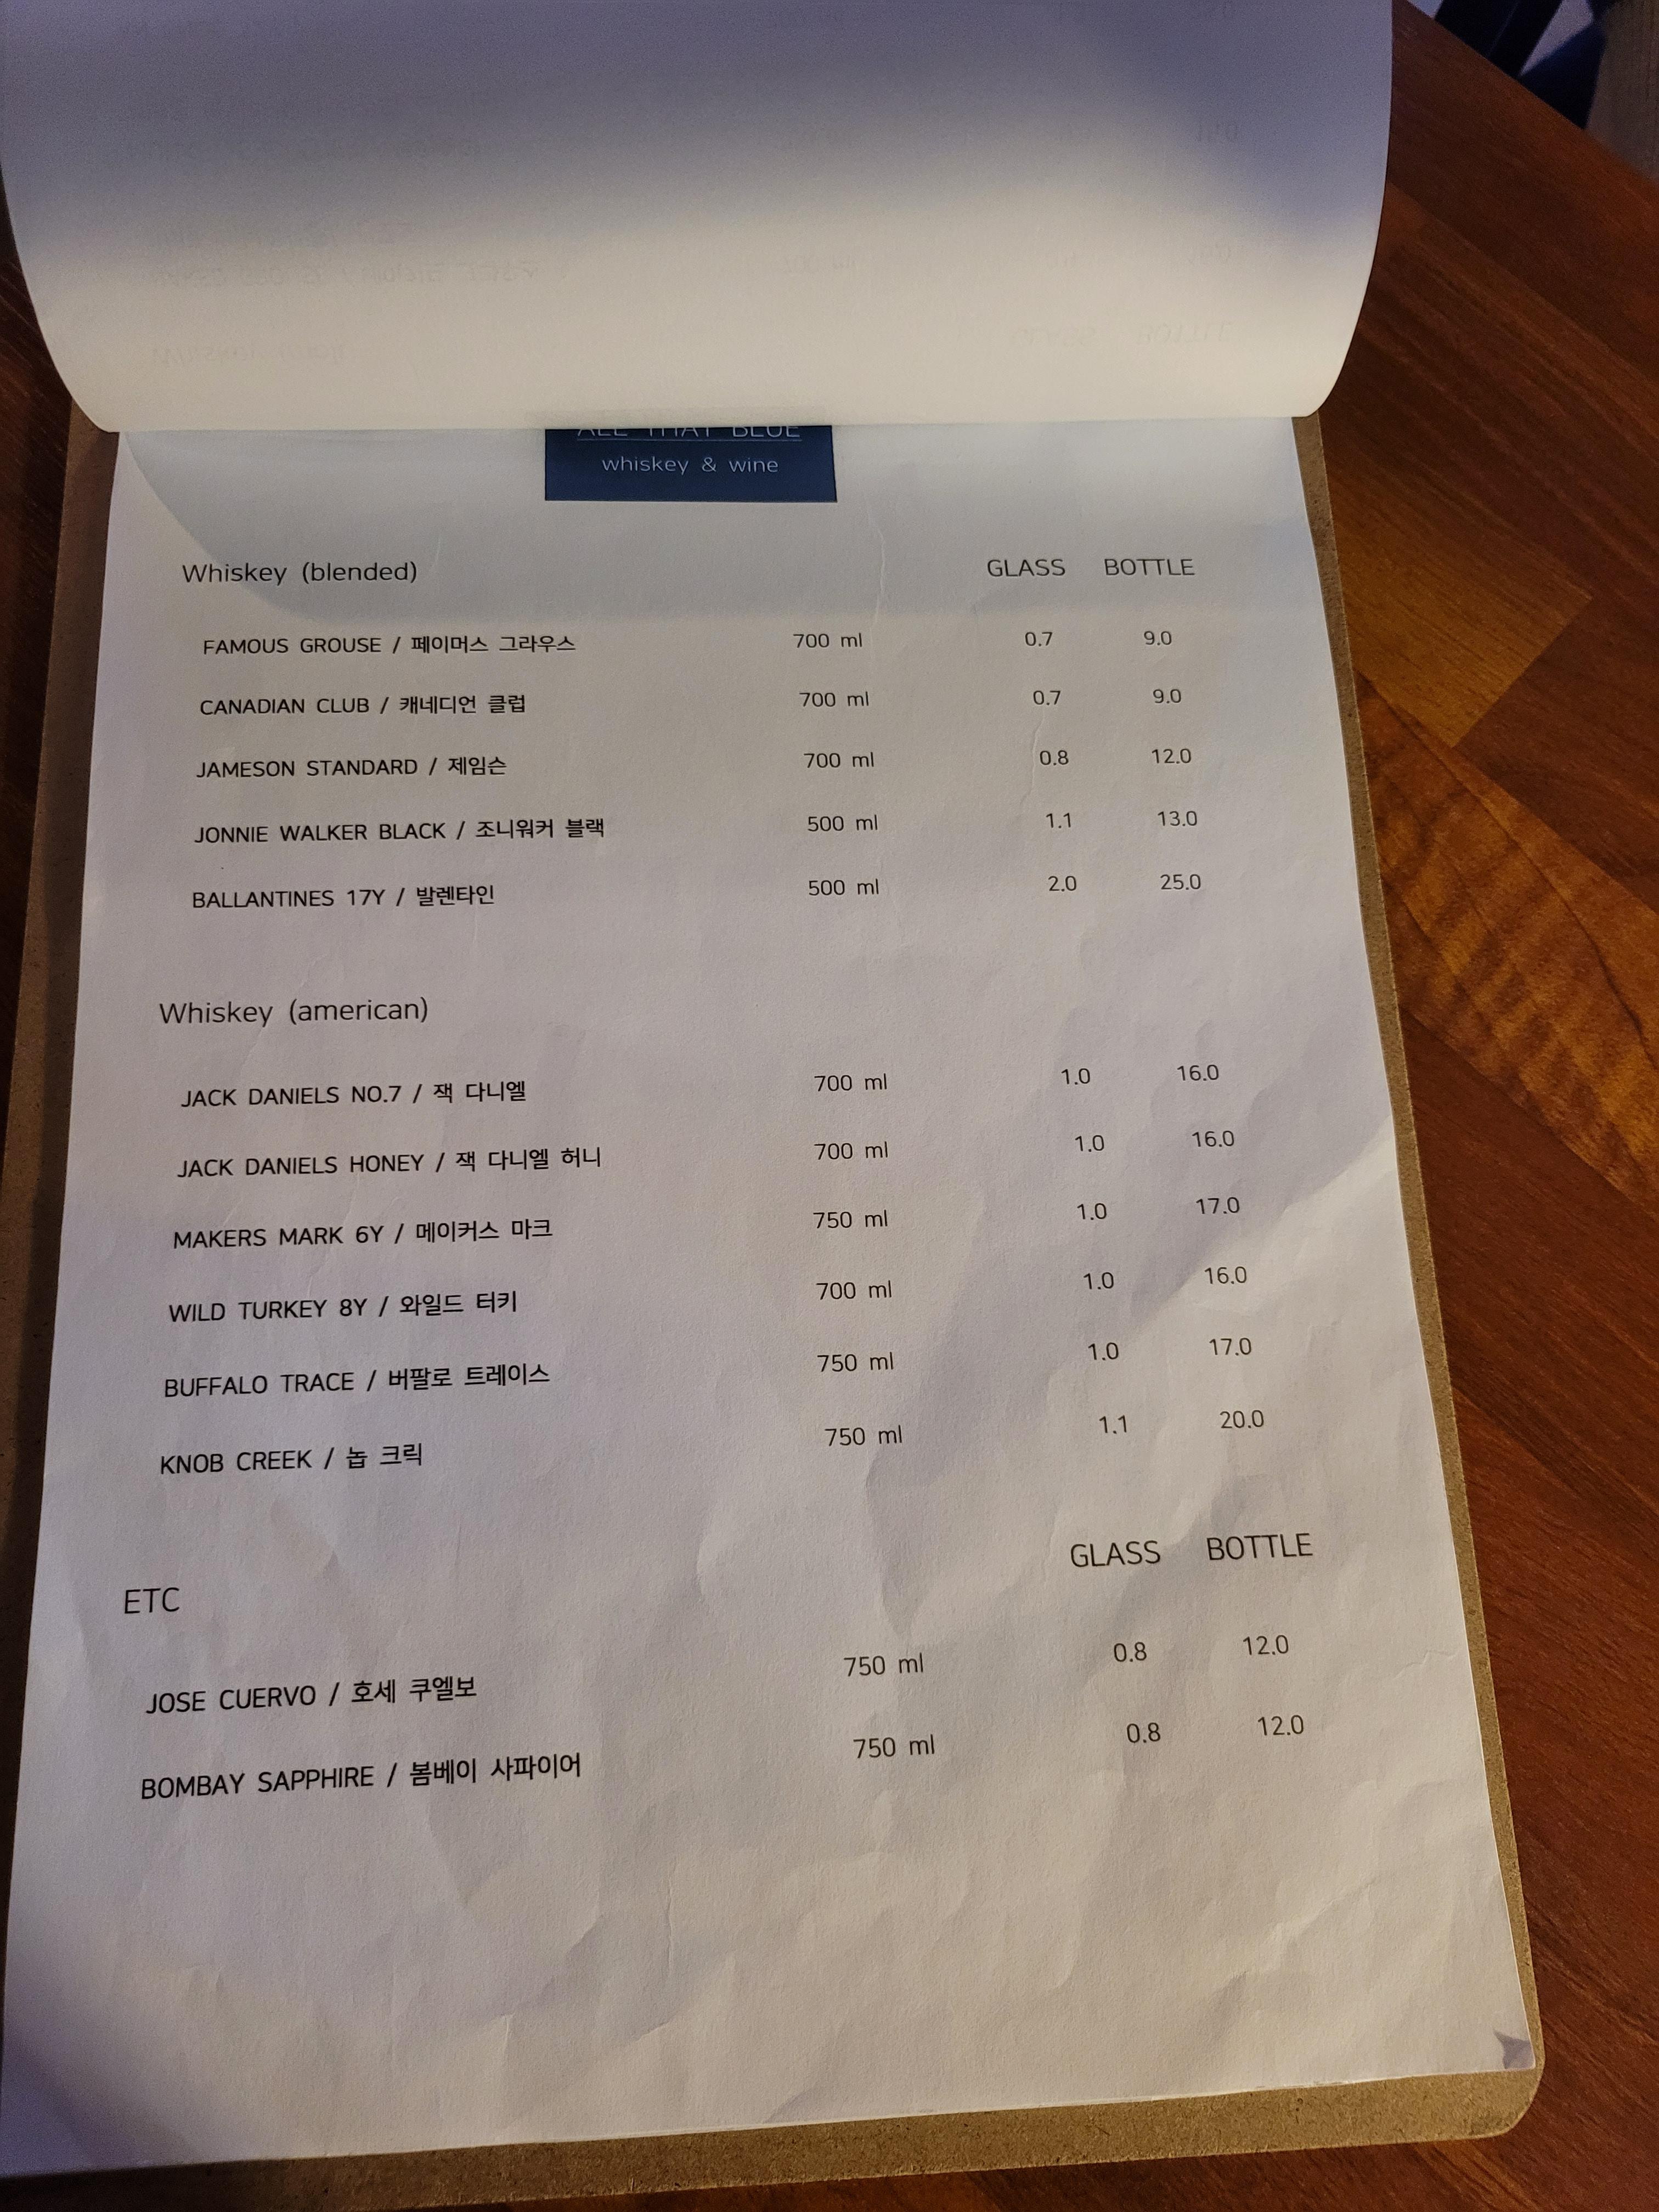 ALL THAT BLUE
whiskey & wine
Whiskey (blended) GLASS BOTTLE
FAMOUS GROUSE / 페이머스 그라우스 700 ml 0.7 9.0
CANADIAN CLUB / 캐네디언 클럽 700 ml 0.7 9.0
JAMESON STANDARD / 제임슨 700 ml 0.8 12.0
JONNIE WALKER BLACK / 조니워커 블랙 500 ml 1.1 13.0
BALLANTINES 17Y / 발렌타인 500 ml 2.0 25.0
Whiskey (american)
JACK DANIELS NO.7 / 잭 다니엘 700 ml 1.0 16.0
JACK DANIELS HONEY / 잭 다니엘 허니 700 ml 1.0 16.0
MAKERS MARK 6Y / 메이커스 마크 750 ml 1.0 17.0
WILD TURKEY 8Y / 와일드 터키 700 ml 1.0 16.0
BUFFALO TRACE / 버팔로 트레이스 750 ml 1.0 17.0
KNOB CREEK / 놉 크릭 750 ml 1.1 20.0
ETC GLASS BOTTLE
JOSE CUERVO / 호세 쿠엘보 750 ml 0.8 12.0
BOMBAY SAPPHIRE / 봄베이 사파이어 750 ml 0.8 12.0